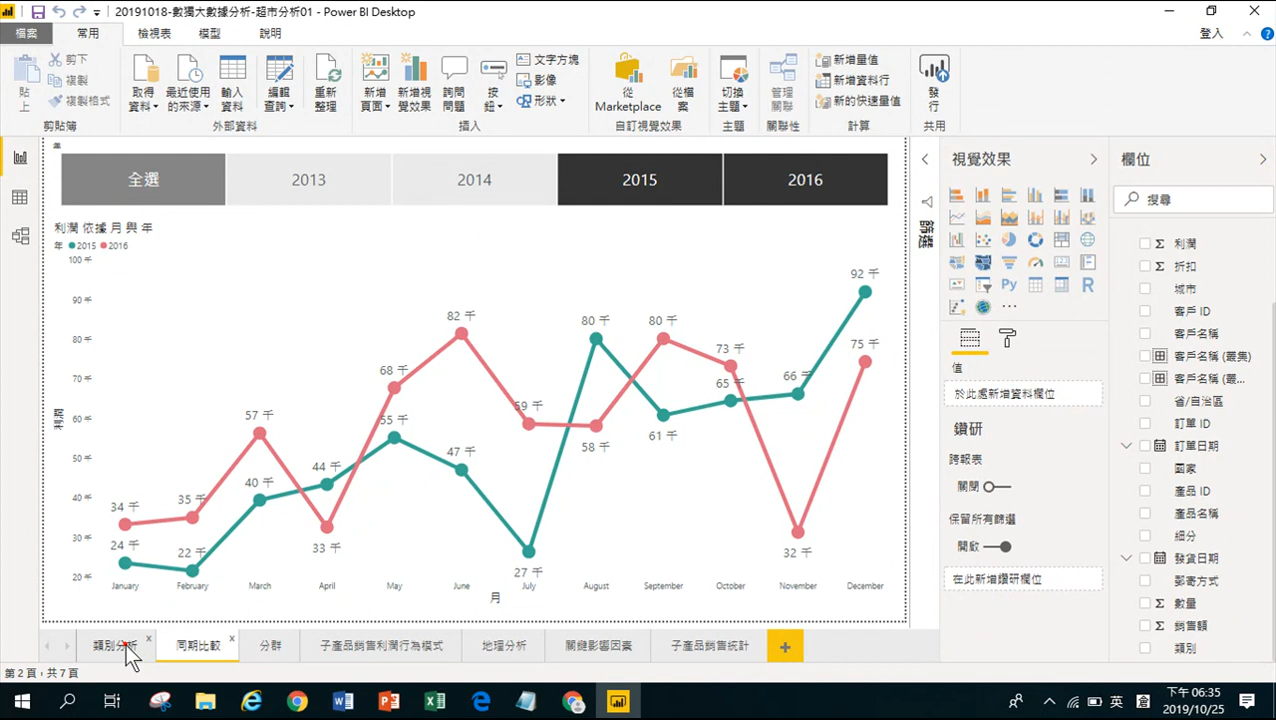 20191018-數獨大數據分析-超市分析01 - Power BI Desktop
檔案 常用 檢視表 模型 說明 登入
貼上 剪下 複製 複製格式 剪貼簿
取得資料 最近使用的來源 輸入資料 編輯查詢 重新整理 外部資料
新增頁面 新增視覺效果 詢問問題 按鈕 文字方塊 影像 形狀 插入
從 Marketplace 從檔案 自訂視覺效果
切換主題 主題
管理關聯 關聯性
新增量值 新增資料行 新的快速量值 計算
發行 共用
年
全選 2013 2014 2015 2016
利潤 依據 月 與 年
年 2015 2016
100 千
90 千
80 千
70 千
60 千
50 千
40 千
30 千
20 千
利潤
34 千 35 千 57 千 33 千 68 千 82 千 59 千 58 千 80 千 73 千 32 千 75 千
24 千 22 千 40 千 44 千 55 千 47 千 27 千 80 千 61 千 65 千 66 千 92 千
January February March April May June July August September October November December
月
篩選
視覺效果
Py R
值
於此處新增資料欄位
鑽研
跨報表
關閉
保留所有篩選
開啟
在此新增鑽研欄位
欄位
搜尋
利潤
折扣
城市
客戶 ID
客戶名稱
客戶名稱 (叢集)
客戶名稱 (叢...
省/自治區
訂單 ID
訂單日期
國家
產品 ID
產品名稱
細分
發貨日期
郵寄方式
數量
銷售額
類別
類別分析 同期比較 分群 子產品銷售利潤行為模式 地理分析 關鍵影響因素 子產品銷售統計
第 2 頁，共 7 頁
英 下午 06:35
2019/10/25